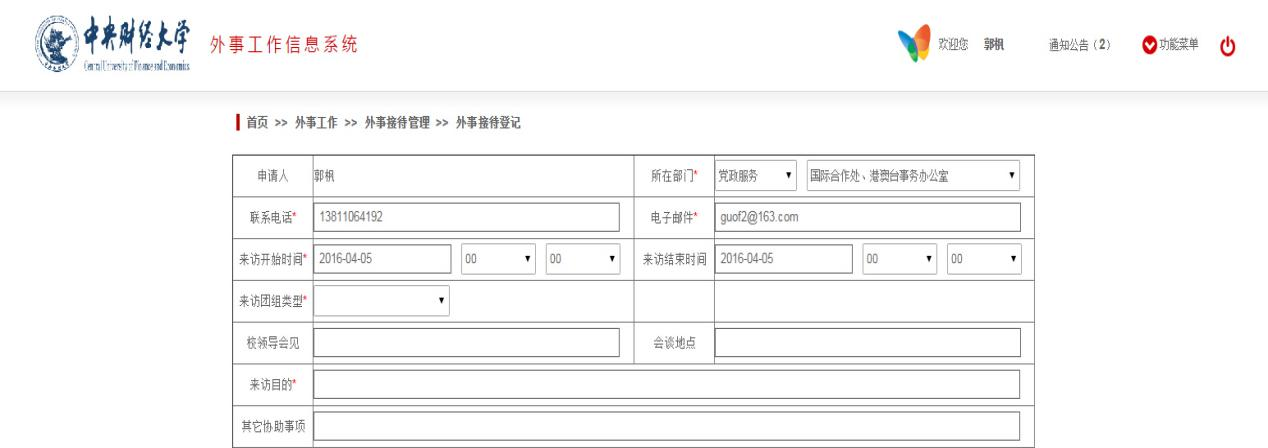 中央财经大学
Central University of Finance and Economics
外事工作信息系统
欢迎您 郭帆 通知公告(2) 功能菜单
首页 >> 外事工作 >> 外事接待管理 >> 外事接待登记
申请人 郭帆 所在部门* 党政服务 国际合作处、港澳台事务办公室
联系电话* 13811064192 电子邮件* guof2@163.com
来访开始时间* 2016-04-05 00 00 来访结束时间 2016-04-05 00 00
来访团组类型*
校领导会见 会谈地点
来访目的*
其它协助事项